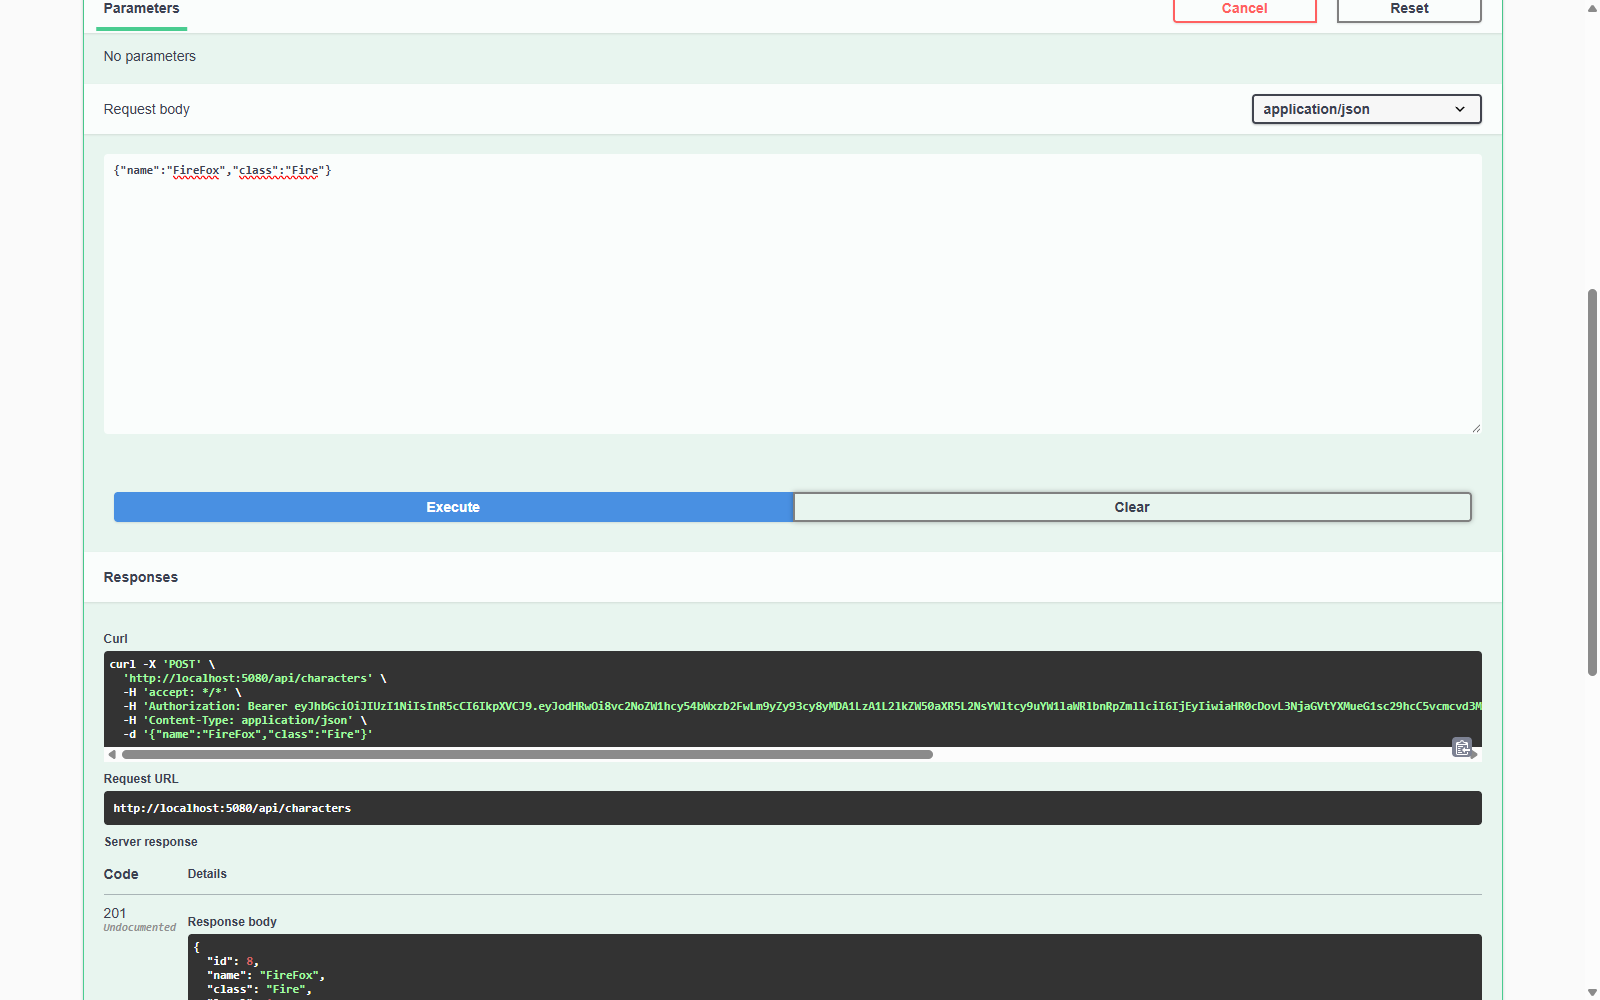 Parameters
Cancel
Reset
No parameters
Request body
application/json
{"name":"FireFox","class":"Fire"}
Execute
Clear
Responses
Curl
curl -X 'POST' \
'http://localhost:5080/api/characters' \
-H 'accept: */*' \
-H 'Authorization: Bearer eyJhbGciOiJIUzI1NiIsInR5cCI6IkpXVCJ9.eyJodHRwOi8vc2NoZW1hcy54bWxzb2FwLm9yZy93cy8yMDA1LzA1L2lkZW50aXR5L2NsYWltcy9uYW1laWRlbnRpZmllciI6IjEyIiwiaHR0cDovL3NjaGVtYXMueG1sc29hcC5vcmcvd3M
-H 'Content-Type: application/json' \
-d '{"name":"FireFox","class":"Fire"}'
Request URL
http://localhost:5080/api/characters
Server response
Code
Details
201
Undocumented
Response body
{
"id": 8,
"name": "FireFox",
"class": "Fire",